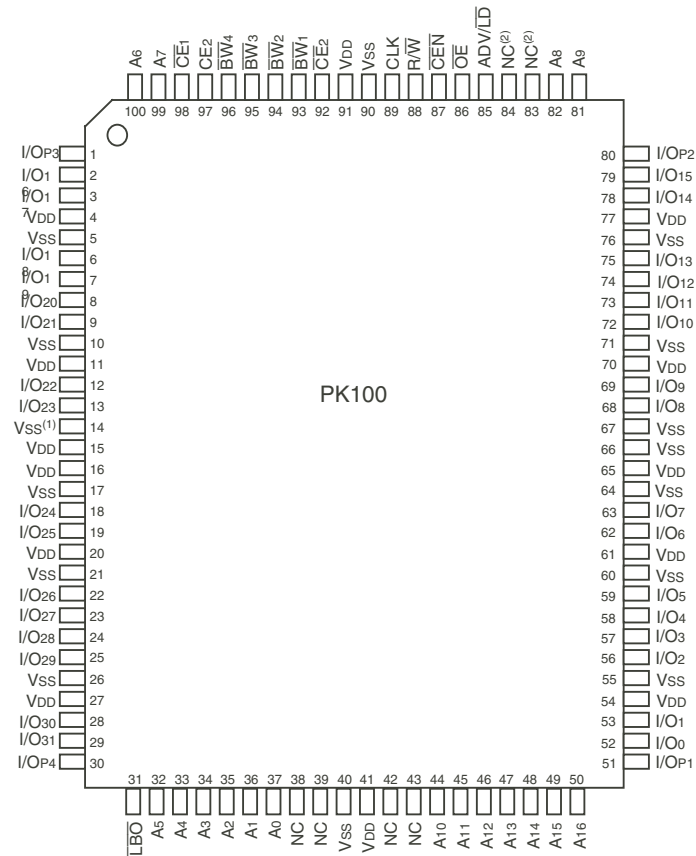 A6
A7
CE1
CE2
BW4
BW3
BW2
BW1
CE2
VDD
VSS
CLK
R/W
CEN
OE
ADV/LD
NC(2)
NC(2)
A8
A9
100 99 98 97 96 95 94 93 92 91 90 89 88 87 86 85 84 83 82 81
I/OP3 1
I/O16 2
I/O17 3
VDD 4
VSS 5
I/O18 6
I/O19 7
I/O20 8
I/O21 9
VSS 10
VDD 11
I/O22 12
I/O23 13
VSS(1) 14
VDD 15
VDD 16
VSS 17
I/O24 18
I/O25 19
VDD 20
VSS 21
I/O26 22
I/O27 23
I/O28 24
I/O29 25
VSS 26
VDD 27
I/O30 28
I/O31 29
I/OP4 30
PK100
80 I/OP2
79 I/O15
78 I/O14
77 VDD
76 VSS
75 I/O13
74 I/O12
73 I/O11
72 I/O10
71 VSS
70 VDD
69 I/O9
68 I/O8
67 VSS
66 VSS
65 VDD
64 VSS
63 I/O7
62 I/O6
61 VDD
60 VSS
59 I/O5
58 I/O4
57 I/O3
56 I/O2
55 VSS
54 VDD
53 I/O1
52 I/O0
51 I/OP1
31 32 33 34 35 36 37 38 39 40 41 42 43 44 45 46 47 48 49 50
LBO
A5
A4
A3
A2
A1
A0
NC
NC
VSS
VDD
NC
NC
A10
A11
A12
A13
A14
A15
A16